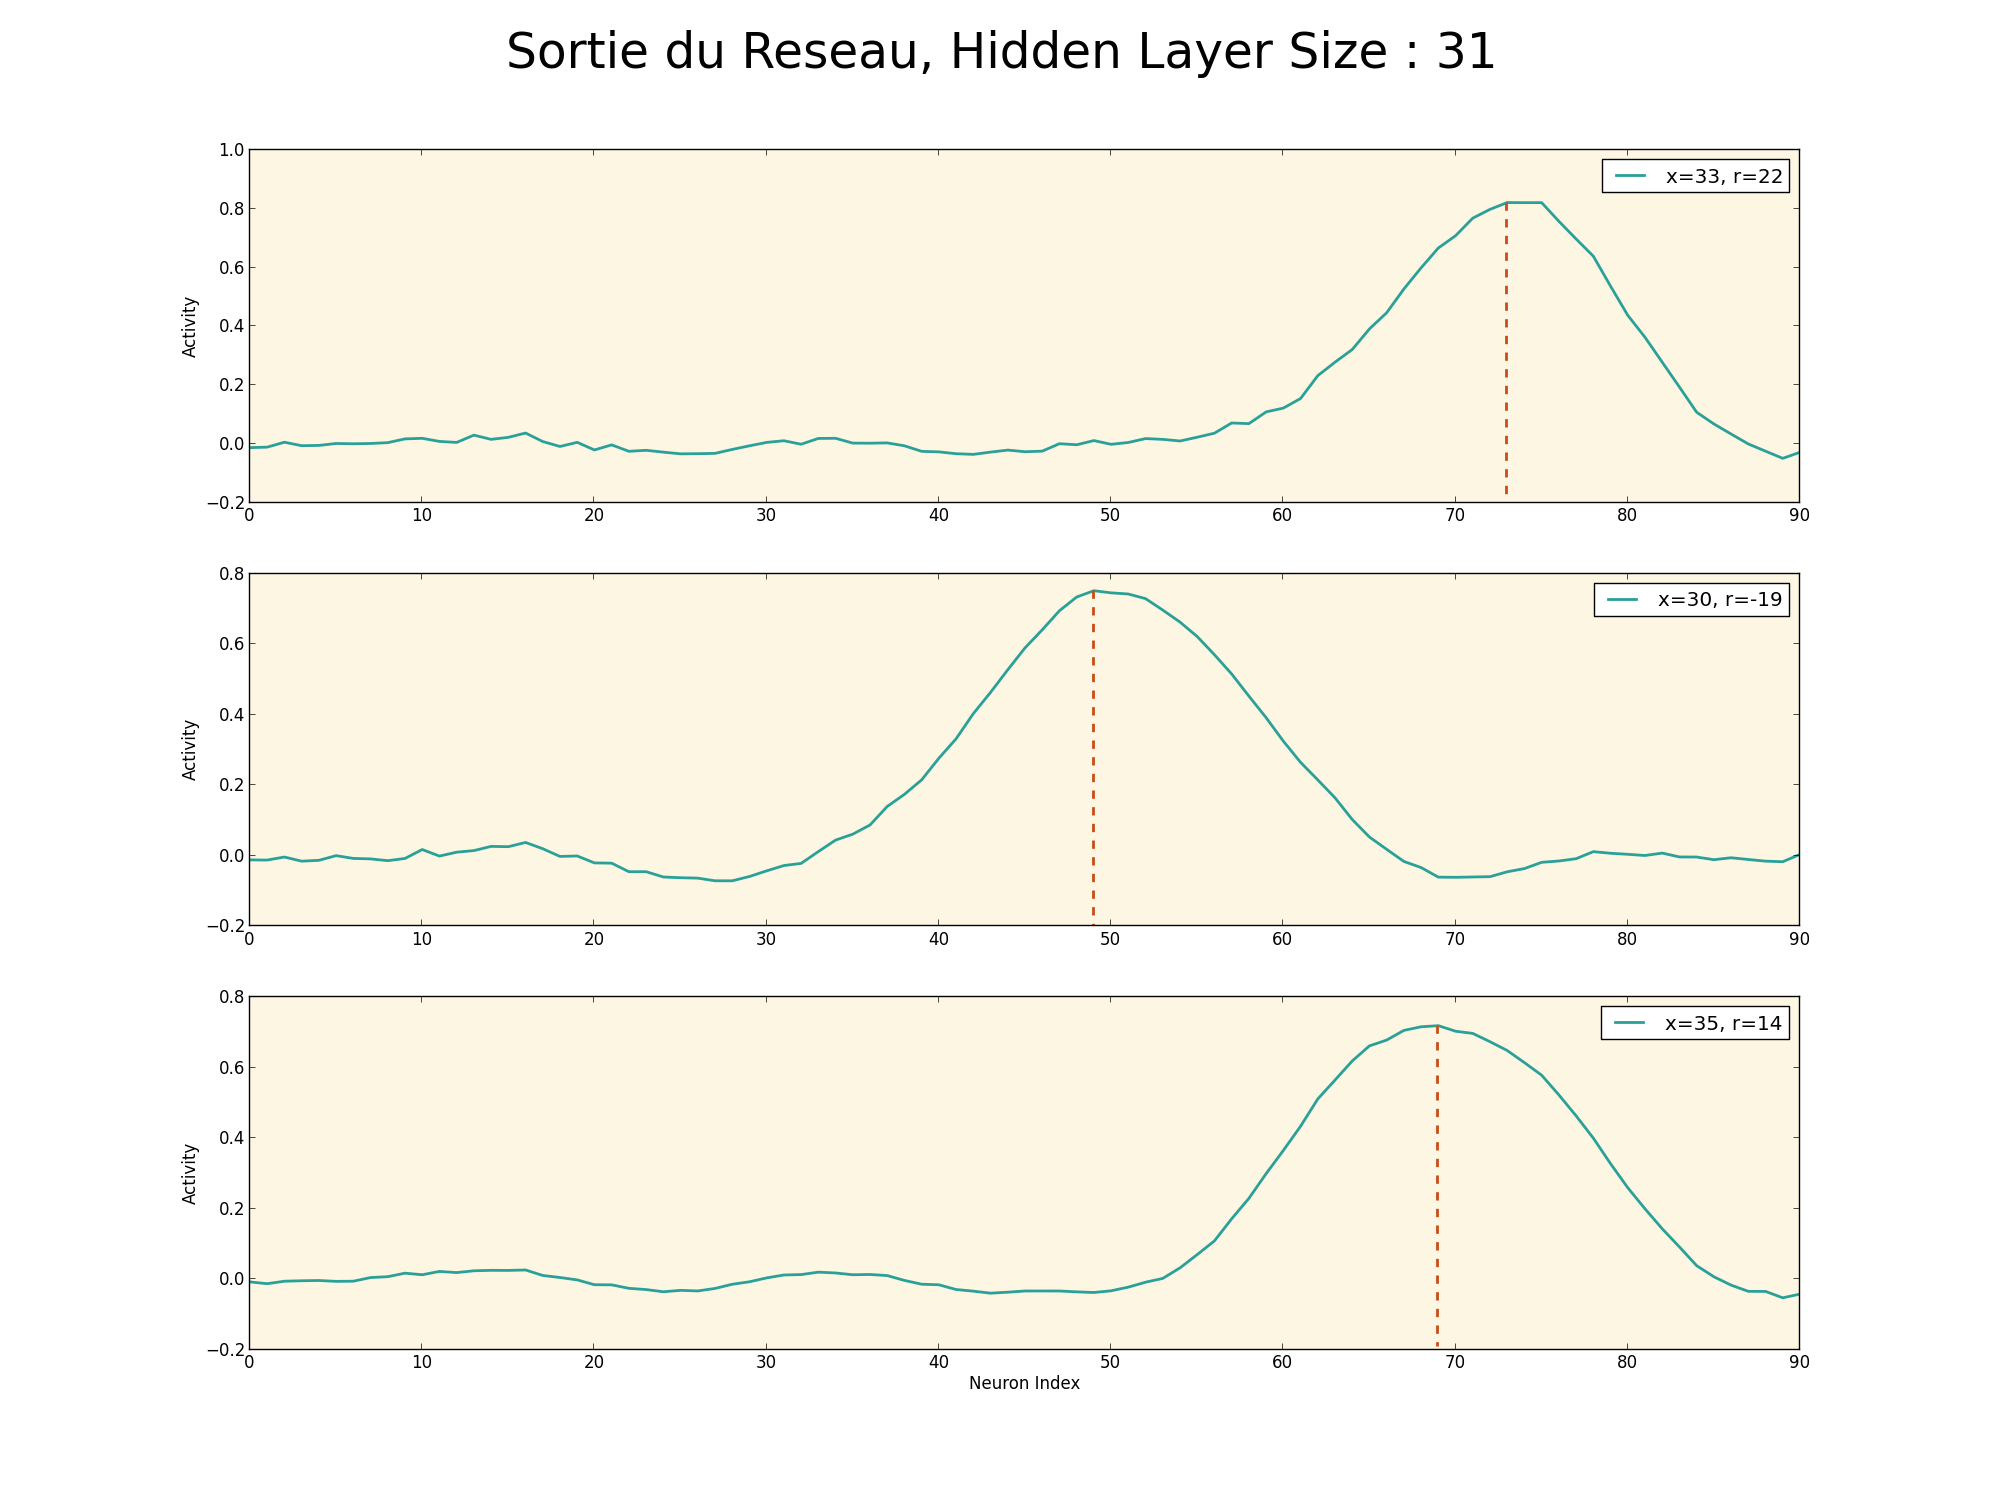 Sortie du Reseau, Hidden Layer Size : 31
1.0
0.8
0.6
0.4
0.2
0.0
−0.2
Activity
x=33, r=22
0 10 20 30 40 50 60 70 80 90
0.8
0.6
0.4
0.2
0.0
−0.2
Activity
x=30, r=-19
0 10 20 30 40 50 60 70 80 90
0.8
0.6
0.4
0.2
0.0
−0.2
Activity
x=35, r=14
0 10 20 30 40 50 60 70 80 90
Neuron Index